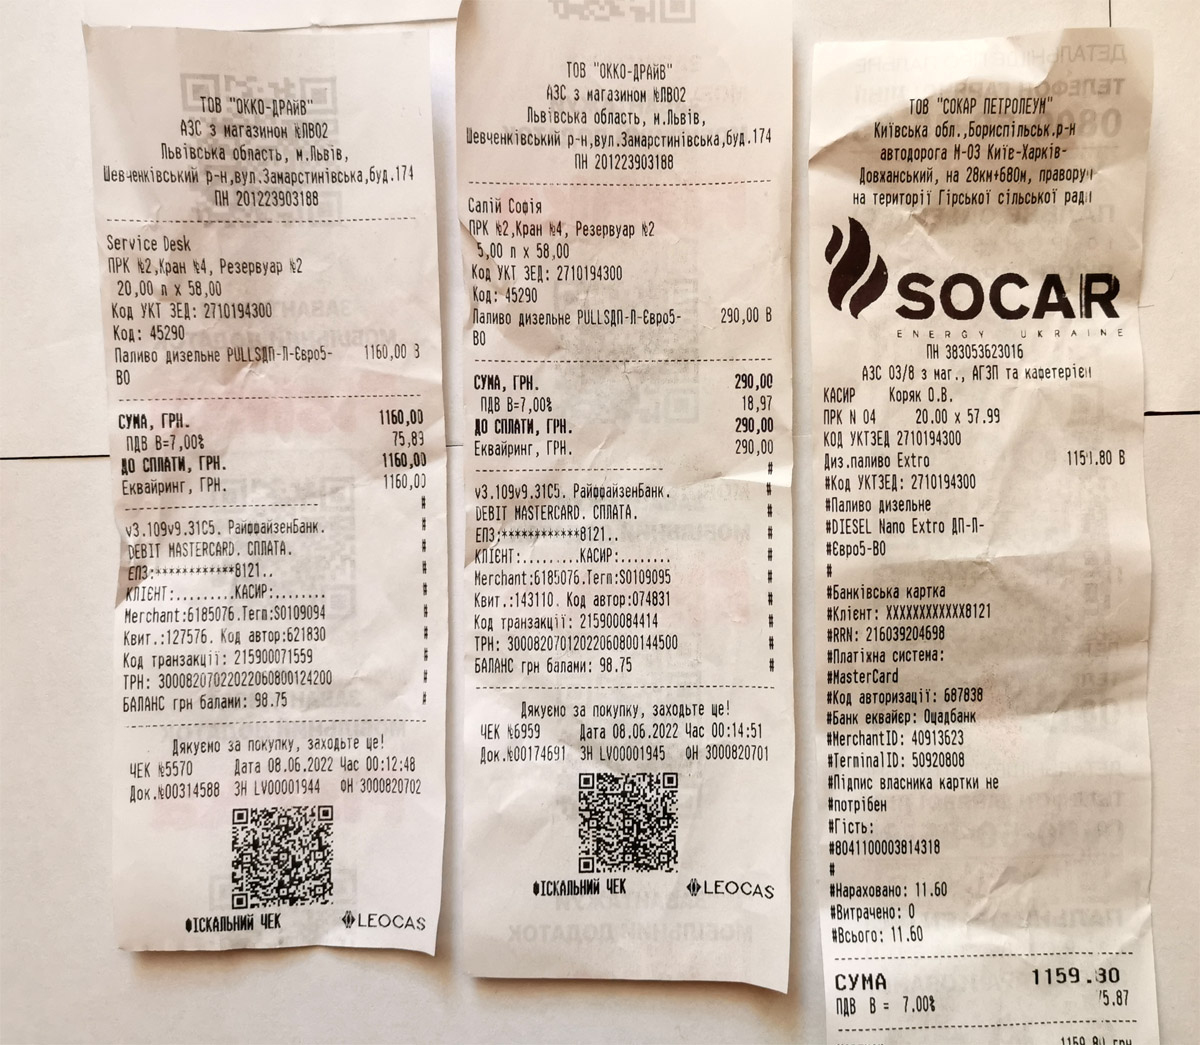 ТОВ "ОККО-ДРАЙВ"
АЗС з магазином №ЛВ02
Львівська область, м.Львів,
Шевченківський р-н,вул.Замарстинівська,буд.174
ПН 201223903188
Service Desk
ПРК №2,Кран №4, Резервуар №2
20,00 л x 58,00
Код УКТ ЗЕД: 2710194300
Код: 45290
Паливо дизельне PULLSДП-Л-Євро5- 1160,00 В
В0
СУМА, ГРН. 1160,00
ПДВ В=7,00% 75,89
ДО СПЛАТИ, ГРН. 1160,00
Еквайринг, ГРН. 1160,00
#
v3.109v9.31C5. РайффайзенБанк. #
DEBIT MASTERCARD. СПЛАТА. #
ЕПЗ:************8121.. #
КЛІЄНТ:.........КАСИР:........ #
Merchant:6185076.Term:S0109094 #
Квит.:127576. Код автор:621830 #
Код транзакції: 215900071559 #
ТРН: 300082070220220608001242​00 #
БАЛАНС грн балами: 98.75 #
Дякуємо за покупку, заходьте ще!
ЧЕК №5570 Дата 08.06.2022 Час 00:12:48
Док.№00314588 ЗН LV00001944 ФН 3000820702
ФІСКАЛЬНИЙ ЧЕК LEOCAS
ТОВ "ОККО-ДРАЙВ"
АЗС з магазином №ЛВ02
Львівська область, м.Львів,
Шевченківський р-н,вул.Замарстинівська,буд.174
ПН 201223903188
Салій Софія
ПРК №2,Кран №4, Резервуар №2
5,00 л x 58,00
Код УКТ ЗЕД: 2710194300
Код: 45290
Паливо дизельне PULLSДП-Л-Євро5- 290,00 В
В0
СУМА, ГРН. 290,00
ПДВ В=7,00% 18,97
ДО СПЛАТИ, ГРН. 290,00
Еквайринг, ГРН. 290,00
#
v3.109v9.31C5. РайффайзенБанк. #
DEBIT MASTERCARD. СПЛАТА. #
ЕПЗ:************8121.. #
КЛІЄНТ:.........КАСИР:........ #
Merchant:6185076.Term:S0109095 #
Квит.:143110. Код автор:074831 #
Код транзакції: 215900084414 #
ТРН: 3000820701202206080014​4500 #
БАЛАНС грн балами: 98.75 #
Дякуємо за покупку, заходьте ще!
ЧЕК №6959 Дата 08.06.2022 Час 00:14:51
Док.№00174691 ЗН LV00001945 ФН 3000820701
ФІСКАЛЬНИЙ ЧЕК LEOCAS
ТОВ "СОКАР ПЕТРОЛЕУМ"
Київська обл.,Бориспільськ.р-н
автодорога М-03 Київ-Харків-
Довжанський, на 28км+680м, праворуч
на території Гірської сільської ради
SOCAR
ENERGY UKRAINE
ПН 383053623016
АЗС 03/8 з маг., АГЗП та кафетерієм
КАСИР Коряк О.В.
ПРК N 04 20.00 x 57.99
КОД УКТЗЕД 2710194300
Диз.паливо Extro 1159.80 В
#Код УКТЗЕД: 2710194300
#Паливо дизельне
#DIESEL Nano Extro ДП-Л-
#Євро5-В0
#
#Банківська картка
#Клієнт: XXXXXXXXXXXX8121
#RRN: 216039204698
#Платіжна система:
#MasterCard
#Код авторизації: 687838
#Банк еквайєр: Ощадбанк
#MerchantID: 40913623
#TerminalID: 50920808
#Підпис власника картки не
#потрібен
#Гість:
#8041100003814318
#
#Нараховано: 11.60
#Витрачено: 0
#Всього: 11.60
СУМА 1159.80
ПДВ В = 7.00% 75.87
1159.80 грн